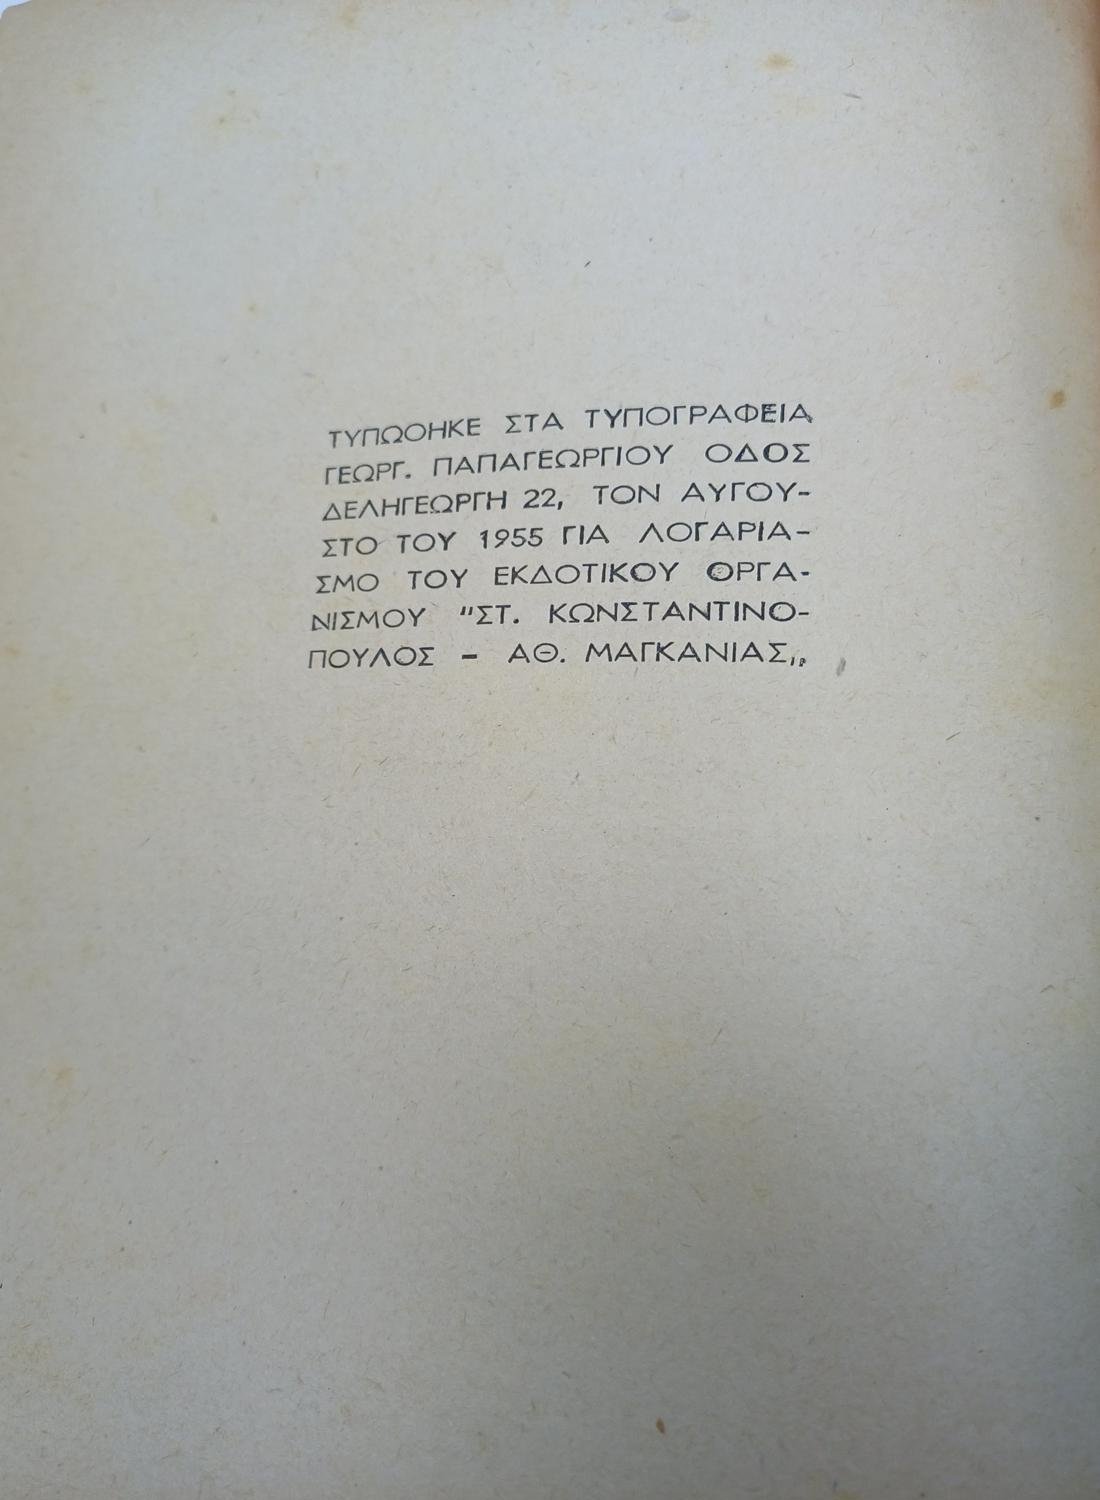 ΤΥΠΩΟΗΚΕ ΣΤΑ ΤΥΠΟΓΡΑΦΕΙΑ
ΓΕΩΡΓ. ΠΑΠΑΓΕΩΡΓΙΟΥ ΟΔΟΣ
ΔΕΛΗΓΕΩΡΓΗ 22, ΤΟΝ ΑΥΓΟΥ-
ΣΤΟ ΤΟΥ 1955 ΓΙΑ ΛΟΓΑΡΙΑ-
ΣΜΟ ΤΟΥ ΕΚΔΟΤΙΚΟΥ ΟΡΓΑ-
ΝΙΣΜΟΥ "ΣΤ. ΚΩΝΣΤΑΝΤΙΝΟ-
ΠΟΥΛΟΣ - ΑΘ. ΜΑΓΚΑΝΙΑΣ,,